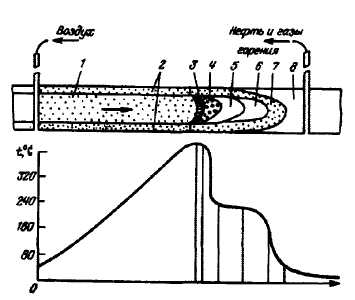 Воздух
Нефть и газы
горения
1 2 3 4 5 6 7 8
t,°C
320
240
160
80
0